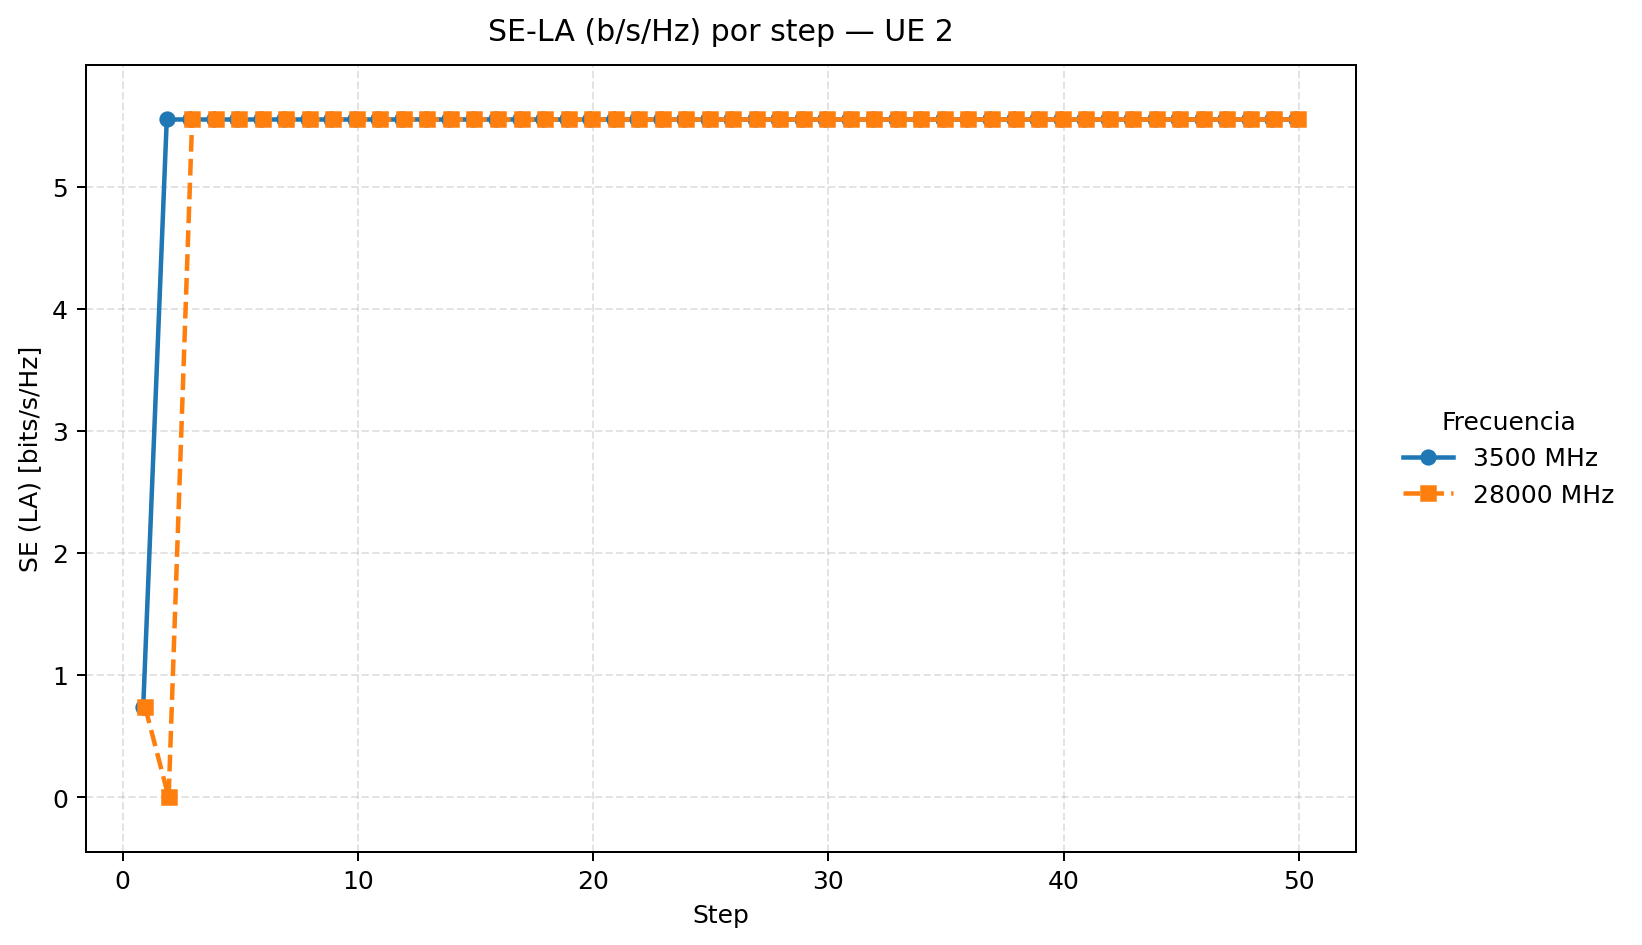 SE-LA (b/s/Hz) por step — UE 2
SE (LA) [bits/s/Hz]
5
4
3
2
1
0
0 10 20 30 40 50
Step
Frecuencia
3500 MHz
28000 MHz